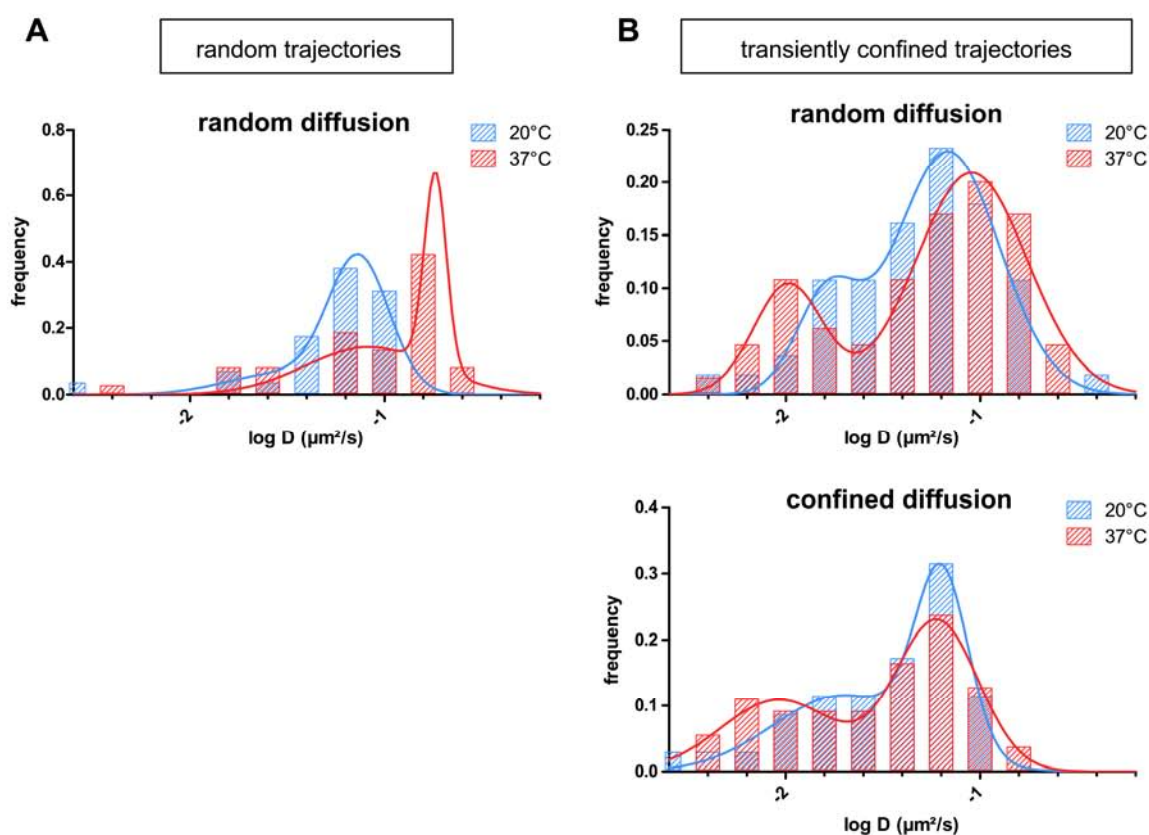 A
random trajectories
random diffusion
20°C
37°C
frequency
0.8
0.6
0.4
0.2
0.0
-2
-1
log D (µm²/s)
B
transiently confined trajectories
random diffusion
20°C
37°C
frequency
0.25
0.20
0.15
0.10
0.05
0.00
-2
-1
log D (µm²/s)
confined diffusion
20°C
37°C
frequency
0.4
0.3
0.2
0.1
0.0
-2
-1
log D (µm²/s)